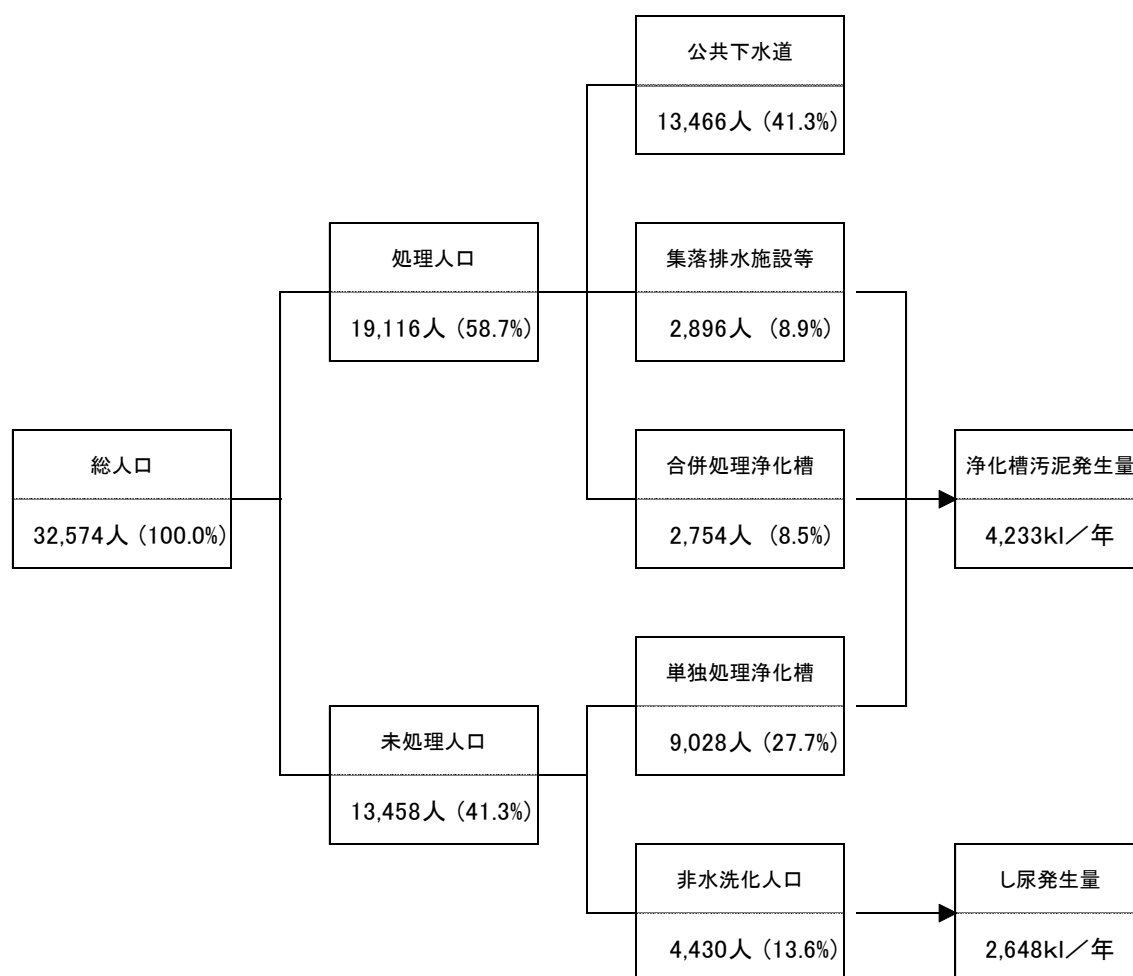 公共下水道
13,466人 (41.3%)
処理人口
19,116人 (58.7%)
集落排水施設等
2,896人 (8.9%)
総人口
32,574人 (100.0%)
合併処理浄化槽
2,754人 (8.5%)
浄化槽汚泥発生量
4,233kl/年
単独処理浄化槽
9,028人 (27.7%)
未処理人口
13,458人 (41.3%)
非水洗化人口
4,430人 (13.6%)
し尿発生量
2,648kl/年